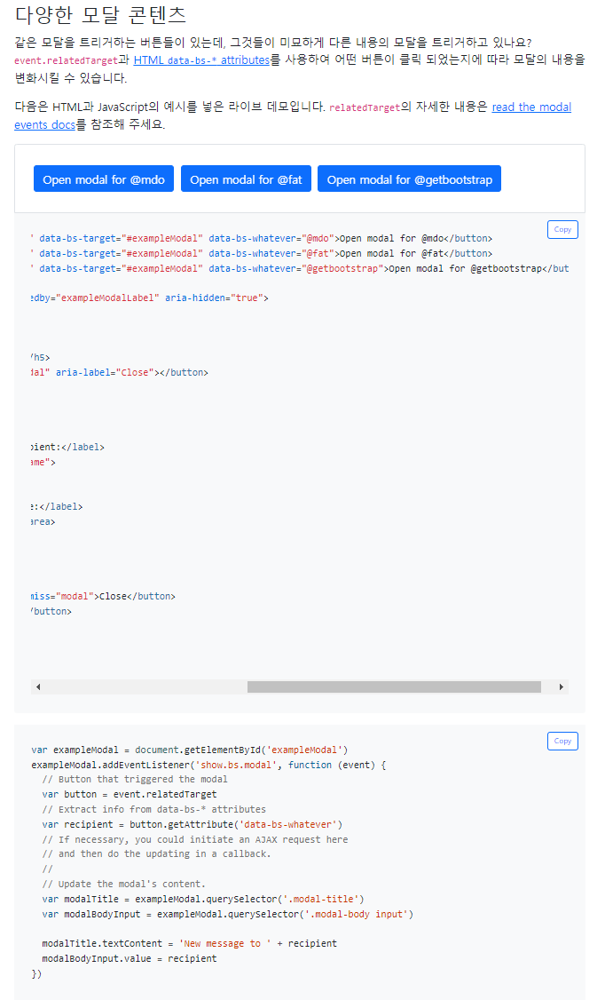 다양한 모달 콘텐츠
같은 모달을 트리거하는 버튼들이 있는데, 그것들이 미묘하게 다른 내용의 모달을 트리거하고 있나요?
event.relatedTarget과 HTML data-bs-* attributes를 사용하여 어떤 버튼이 클릭 되었는지에 따라 모달의 내용을
변화시킬 수 있습니다.
다음은 HTML과 JavaScript의 예시를 넣은 라이브 데모입니다. relatedTarget의 자세한 내용은 read the modal
events docs를 참조해 주세요.
Open modal for @mdo Open modal for @fat Open modal for @getbootstrap
Copy
" data-bs-target="#exampleModal" data-bs-whatever="@mdo">Open modal for @mdo</button>
" data-bs-target="#exampleModal" data-bs-whatever="@fat">Open modal for @fat</button>
" data-bs-target="#exampleModal" data-bs-whatever="@getbootstrap">Open modal for @getbootstrap</but
edby="exampleModalLabel" aria-hidden="true">
/h5>
dal" aria-label="Close"></button>
pient:</label>
ame">
e:</label>
area>
miss="modal">Close</button>
/button>
Copy
var exampleModal = document.getElementById('exampleModal')
exampleModal.addEventListener('show.bs.modal', function (event) {
// Button that triggered the modal
var button = event.relatedTarget
// Extract info from data-bs-* attributes
var recipient = button.getAttribute('data-bs-whatever')
// If necessary, you could initiate an AJAX request here
// and then do the updating in a callback.
//
// Update the modal's content.
var modalTitle = exampleModal.querySelector('.modal-title')
var modalBodyInput = exampleModal.querySelector('.modal-body input')
modalTitle.textContent = 'New message to ' + recipient
modalBodyInput.value = recipient
})